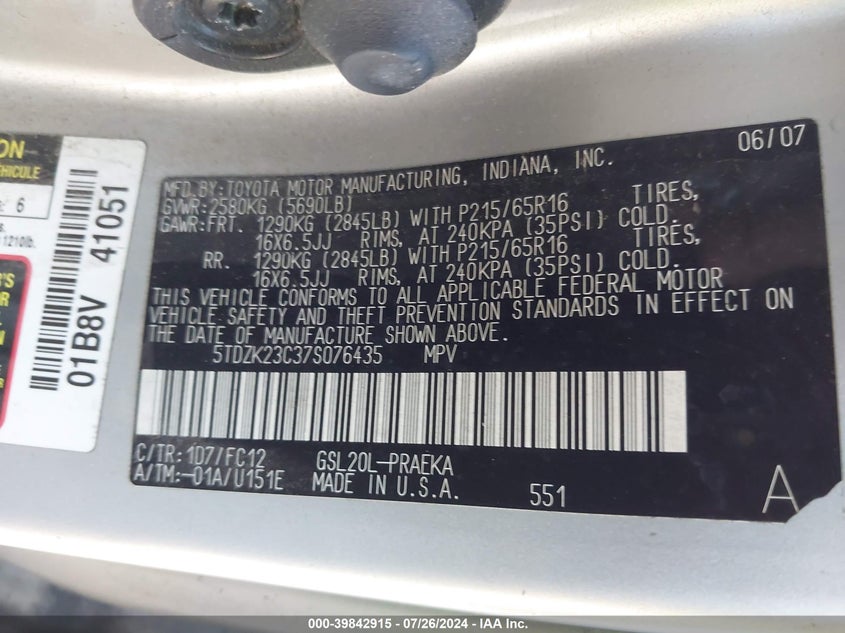 06/07
MFD. BY: TOYOTA MOTOR MANUFACTURING, INDIANA, INC.
GVWR: 2580KG (5690LB)
GAWR: FRT. 1290KG (2845LB) WITH P215/65R16 TIRES,
16X6.5JJ RIMS, AT 240KPA (35PSI) COLD.
RR. 1290KG (2845LB) WITH P215/65R16 TIRES,
16X6.5JJ RIMS, AT 240KPA (35PSI) COLD.
THIS VEHICLE CONFORMS TO ALL APPLICABLE FEDERAL MOTOR
VEHICLE SAFETY AND THEFT PREVENTION STANDARDS IN EFFECT ON
THE DATE OF MANUFACTURE SHOWN ABOVE.
5TDZK23C37S076435 MPV
C/TR: 1D7/FC12 GSL20L-PRAEKA
A/TM: -01A/U151E MADE IN U.S.A. 551 A
ON
VEHICULE
6
1210lb.
01B8V 41051
000-39842915 - 07/26/2024 - IAA Inc.